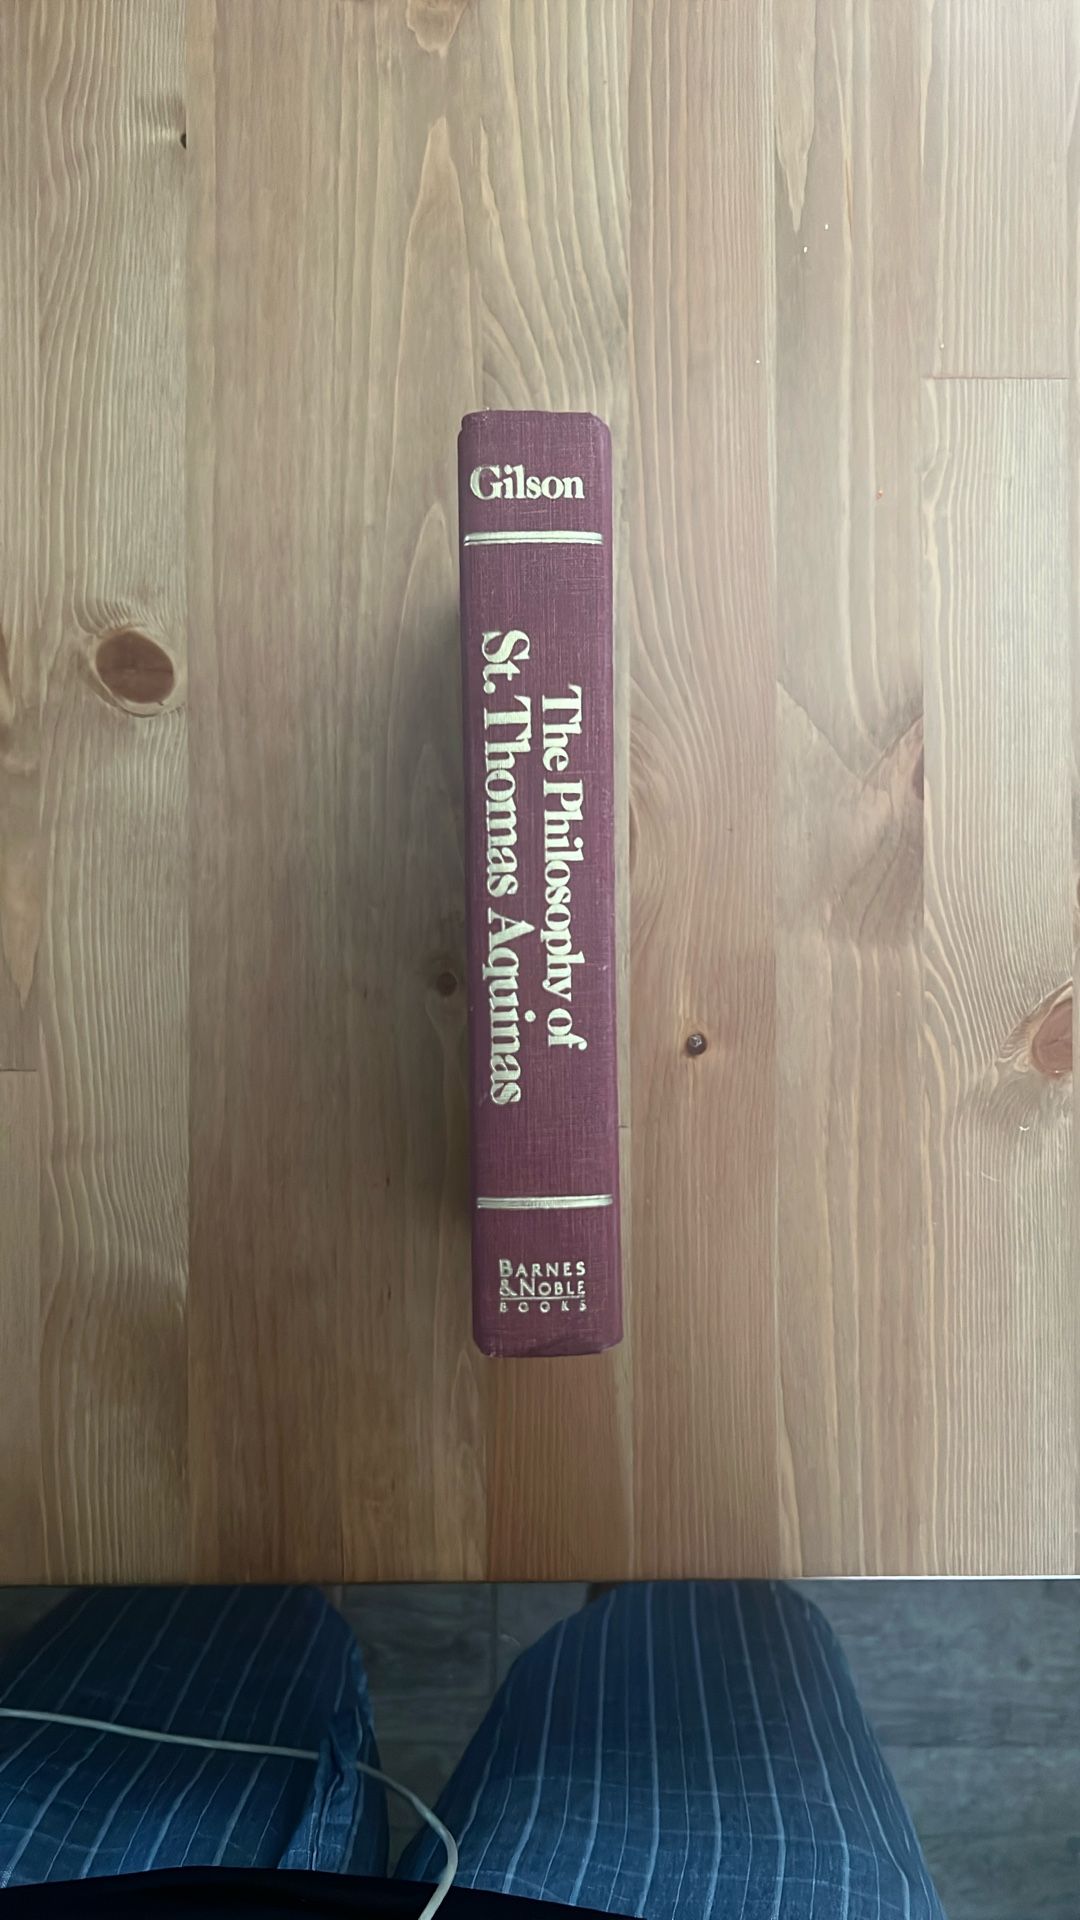 Gilson
The Philosophy of
St. Thomas Aquinas
BARNES
& NOBLE
BOOKS